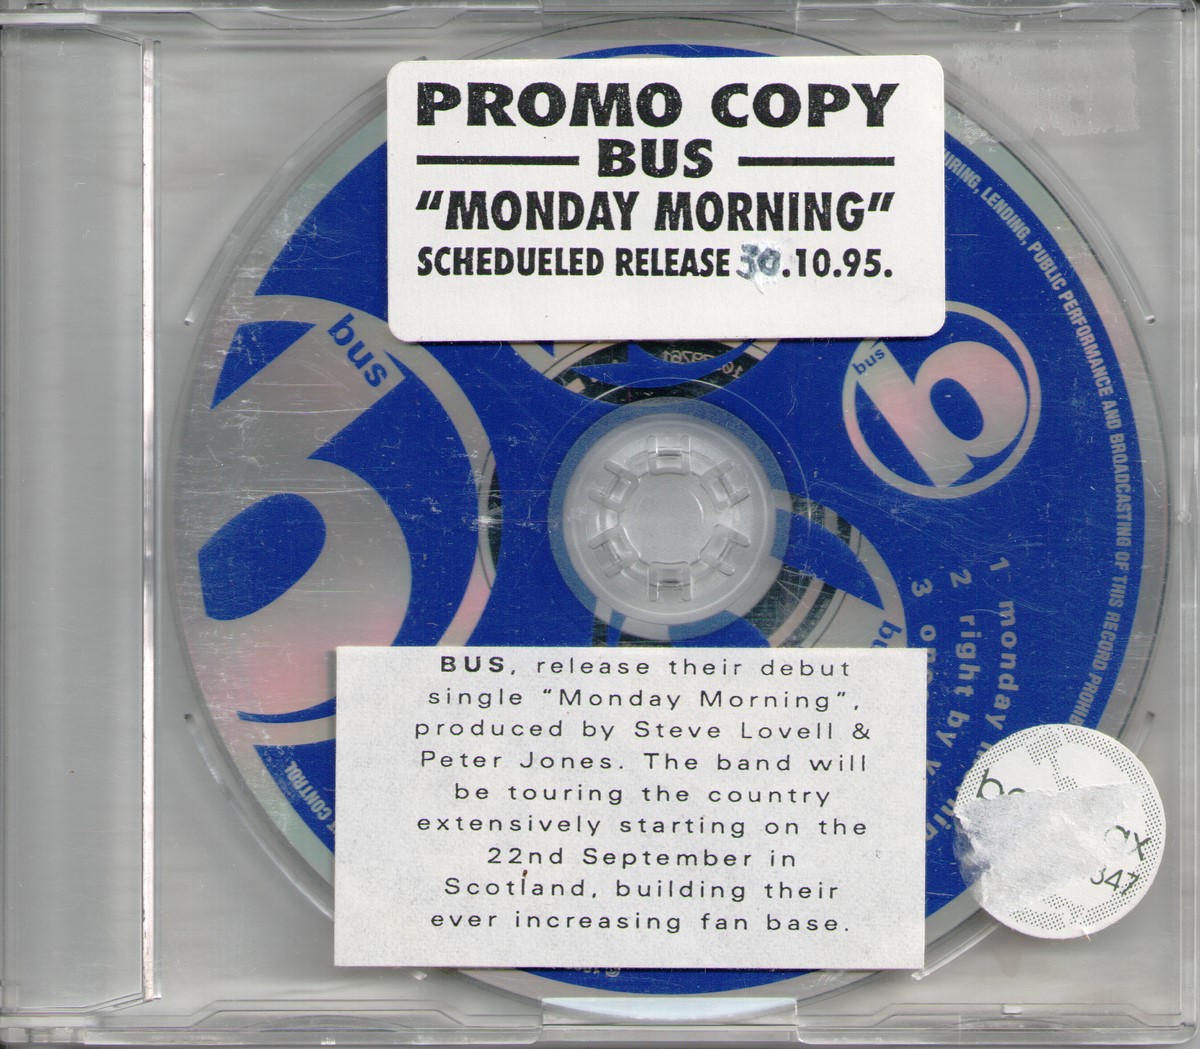 PROMO COPY
BUS
“MONDAY MORNING”
SCHEDUELED RELEASE 30.10.95.
HIRING, LENDING, PUBLIC PERFORMANCE AND BROADCASTING OF THIS RECORD
bus
bus
1 monday
2 right by
3
BUS, release their debut
single “Monday Morning”,
produced by Steve Lovell &
Peter Jones. The band will
be touring the country
extensively starting on the
22nd September in
Scotland, building their
ever increasing fan base.
CONTROL
347